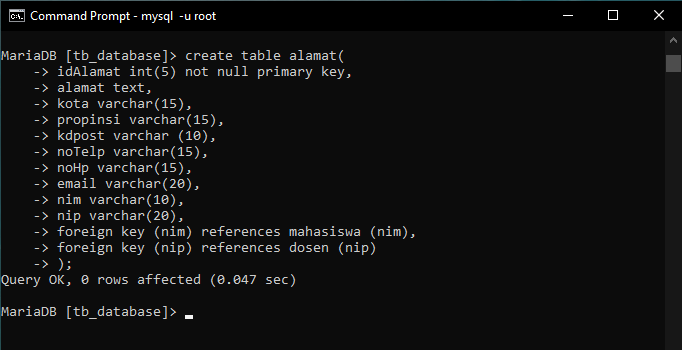 Command Prompt - mysql  -u root
MariaDB [tb_database]> create table alamat(
    -> idAlamat int(5) not null primary key,
    -> alamat text,
    -> kota varchar(15),
    -> propinsi varchar(15),
    -> kdpost varchar (10),
    -> noTelp varchar(15),
    -> noHp varchar(15),
    -> email varchar(20),
    -> nim varchar(10),
    -> nip varchar(20),
    -> foreign key (nim) references mahasiswa (nim),
    -> foreign key (nip) references dosen (nip)
    -> );
Query OK, 0 rows affected (0.047 sec)
MariaDB [tb_database]>